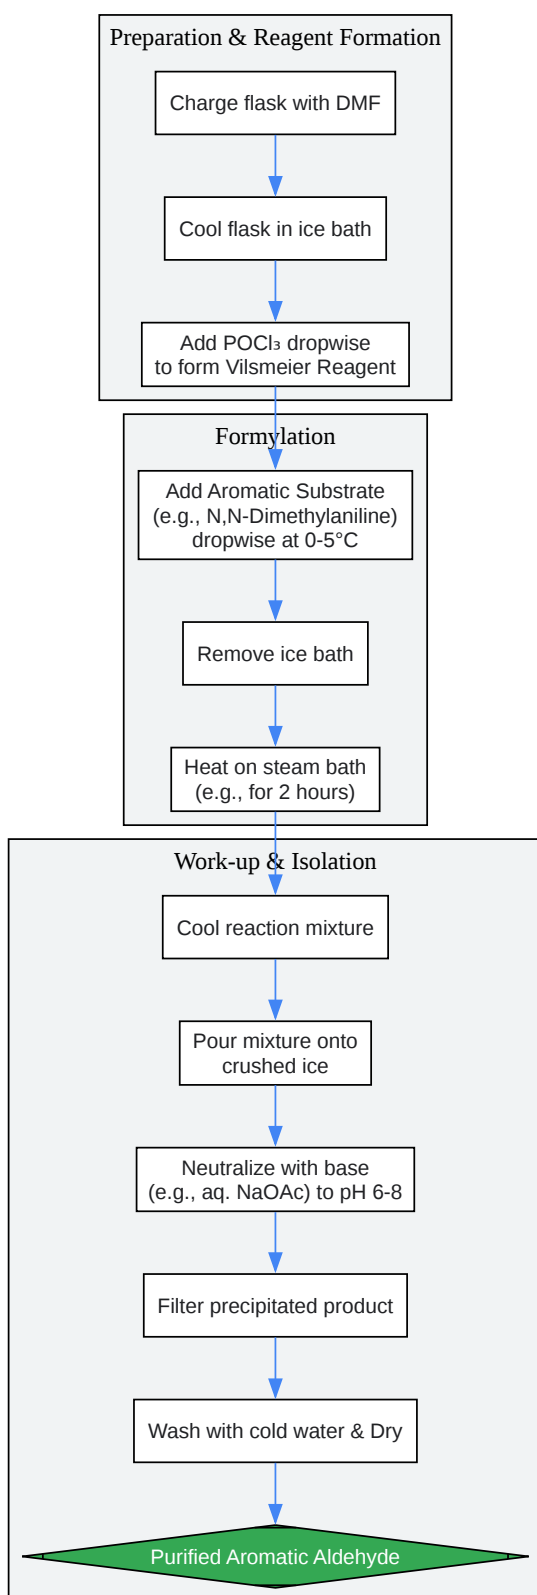 Preparation & Reagent Formation
Charge flask with DMF
Cool flask in ice bath
Add POCl₃ dropwise
to form Vilsmeier Reagent
Formylation
Add Aromatic Substrate
(e.g., N,N-Dimethylaniline)
dropwise at 0-5°C
Remove ice bath
Heat on steam bath
(e.g., for 2 hours)
Work-up & Isolation
Cool reaction mixture
Pour mixture onto
crushed ice
Neutralize with base
(e.g., aq. NaOAc) to pH 6-8
Filter precipitated product
Wash with cold water & Dry
Purified Aromatic Aldehyde